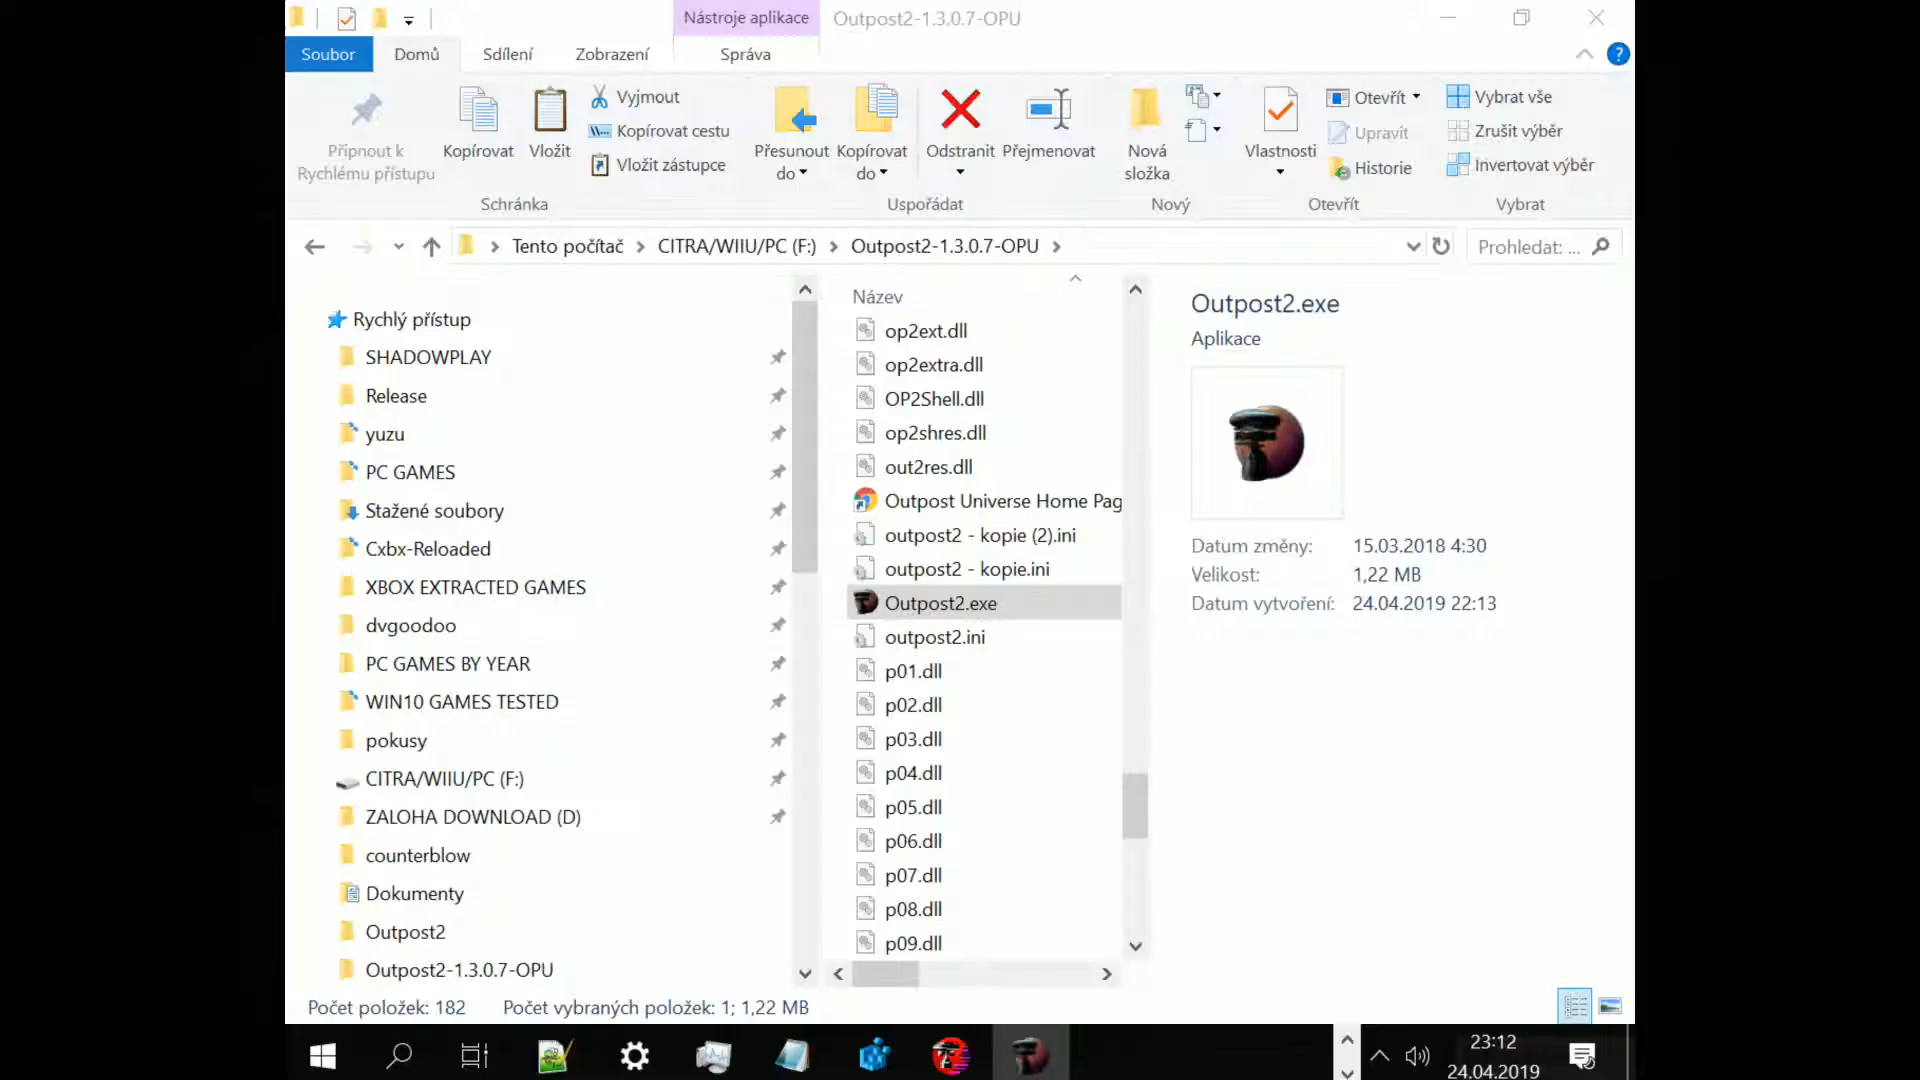 Nástroje aplikace
Outpost2-1.3.0.7-OPU
Soubor
Domů
Sdílení
Zobrazení
Správa
?
Připnout k
Rychlému přístupu
Kopírovat
Vložit
Vyjmout
Kopírovat cestu
Vložit zástupce
Schránka
Přesunout
do
Kopírovat
do
Odstranit
Přejmenovat
Uspořádat
Nová
složka
Nový
Vlastnosti
Otevřít
Upravit
Historie
Otevřít
Vybrat vše
Zrušit výběr
Invertovat výběr
Vybrat
Tento počítač
CITRA/WIIU/PC (F:)
Outpost2-1.3.0.7-OPU
Prohledat: ...
Rychlý přístup
SHADOWPLAY
Release
yuzu
PC GAMES
Stažené soubory
Cxbx-Reloaded
XBOX EXTRACTED GAMES
dvgoodoo
PC GAMES BY YEAR
WIN10 GAMES TESTED
pokusy
CITRA/WIIU/PC (F:)
ZALOHA DOWNLOAD (D)
counterblow
Dokumenty
Outpost2
Outpost2-1.3.0.7-OPU
Název
op2ext.dll
op2extra.dll
OP2Shell.dll
op2shres.dll
out2res.dll
Outpost Universe Home Pag
outpost2 - kopie (2).ini
outpost2 - kopie.ini
Outpost2.exe
outpost2.ini
p01.dll
p02.dll
p03.dll
p04.dll
p05.dll
p06.dll
p07.dll
p08.dll
p09.dll
Outpost2.exe
Aplikace
Datum změny: 15.03.2018 4:30
Velikost: 1,22 MB
Datum vytvoření: 24.04.2019 22:13
Počet položek: 182
Počet vybraných položek: 1; 1,22 MB
23:12
24.04.2019